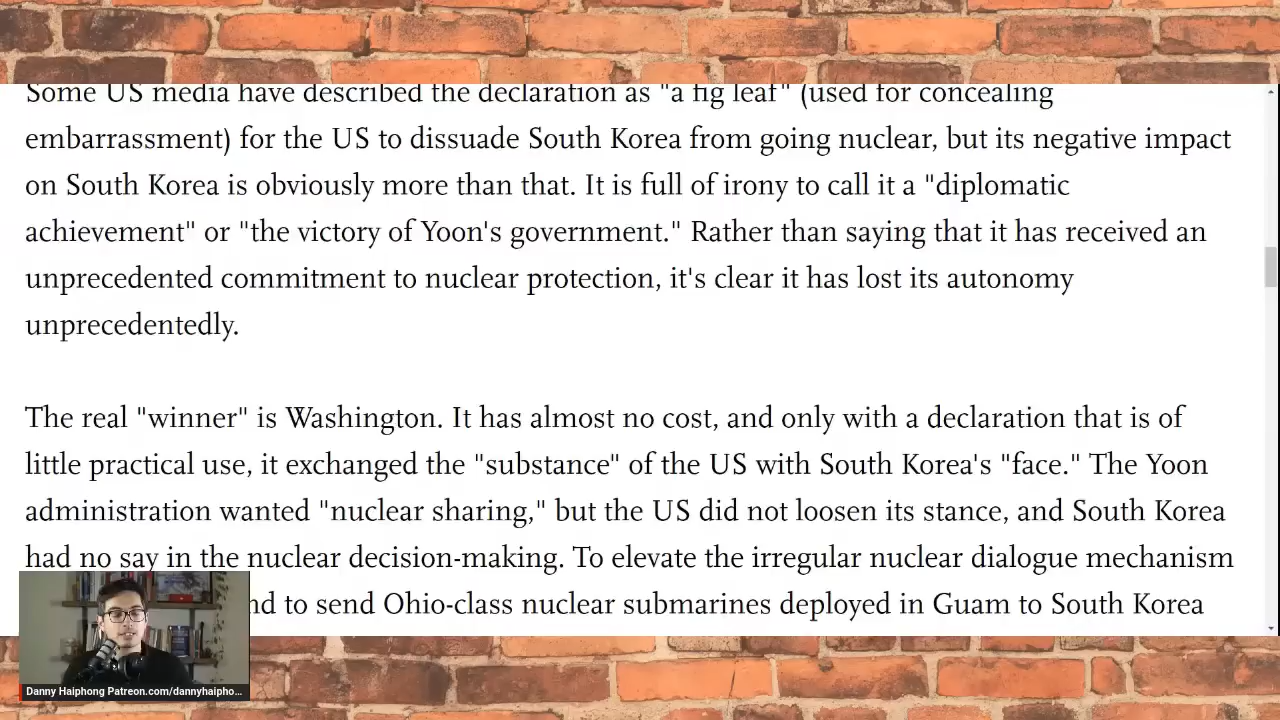 Some US media have described the declaration as "a fig leaf" (used for concealing
embarrassment) for the US to dissuade South Korea from going nuclear, but its negative impact
on South Korea is obviously more than that. It is full of irony to call it a "diplomatic
achievement" or "the victory of Yoon's government." Rather than saying that it has received an
unprecedented commitment to nuclear protection, it's clear it has lost its autonomy
unprecedentedly.
The real "winner" is Washington. It has almost no cost, and only with a declaration that is of
little practical use, it exchanged the "substance" of the US with South Korea's "face." The Yoon
administration wanted "nuclear sharing," but the US did not loosen its stance, and South Korea
had no say in the nuclear decision-making. To elevate the irregular nuclear dialogue mechanism
to send Ohio-class nuclear submarines deployed in Guam to South Korea
Danny Haiphong Patreon.com/dannyhaipho...